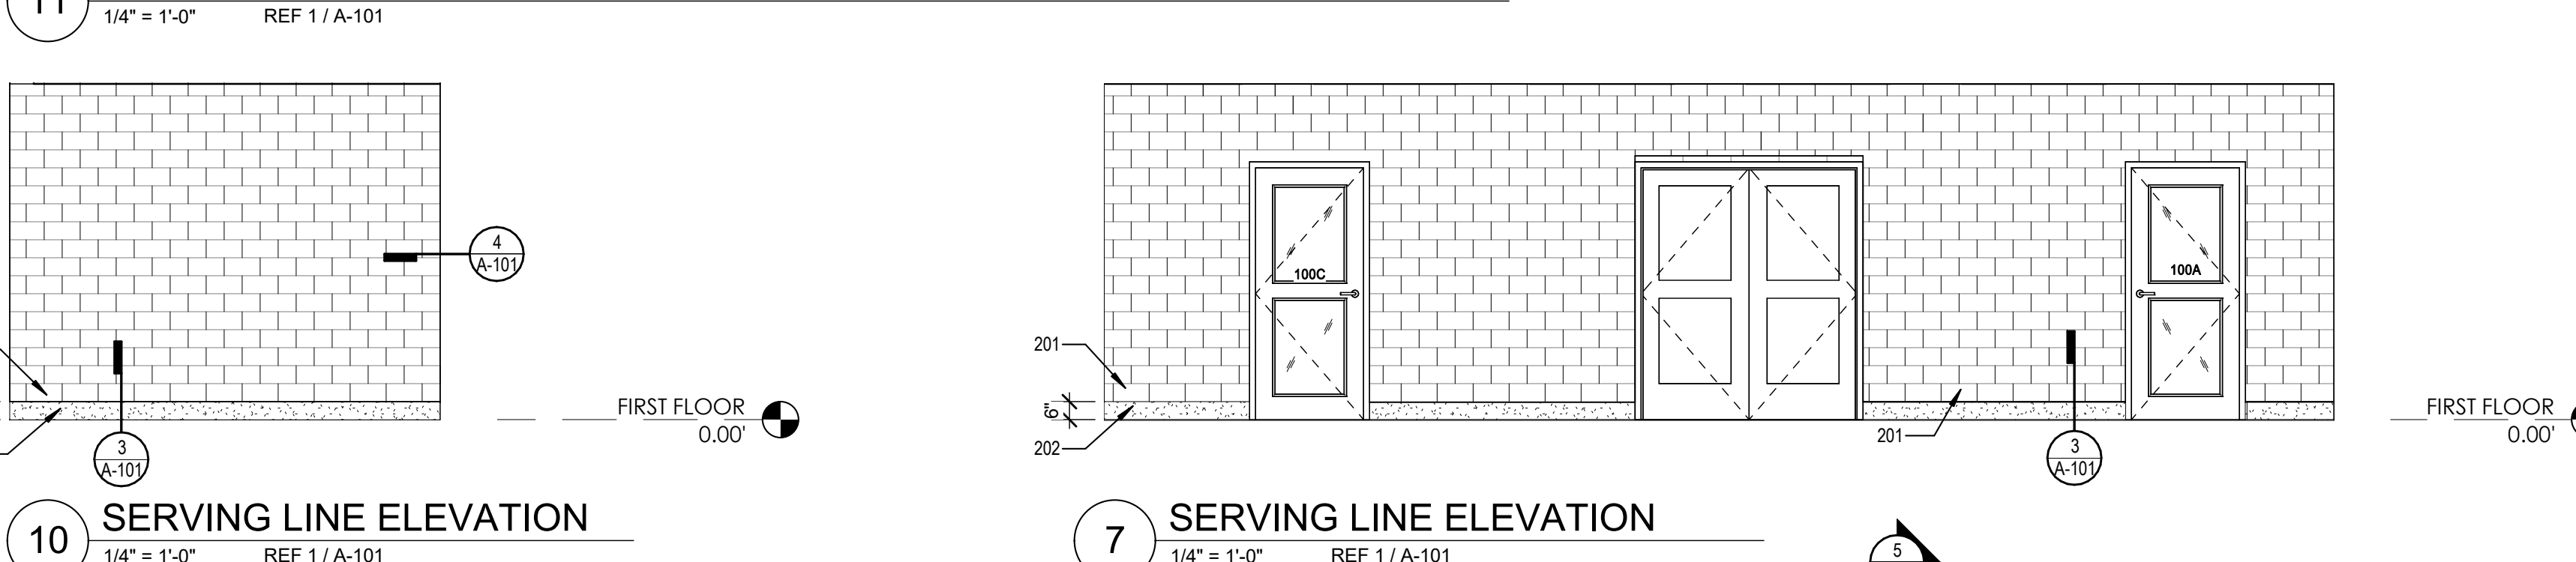 11
1/4" = 1'-0" REF 1 / A-101
4
A-101
FIRST FLOOR
0.00'
3
A-101
10 SERVING LINE ELEVATION
1/4" = 1'-0" REF 1 / A-101
100C
100A
201
6"
202
201
3
A-101
FIRST FLOOR
0.00'
7 SERVING LINE ELEVATION
1/4" = 1'-0" REF 1 / A-101
5